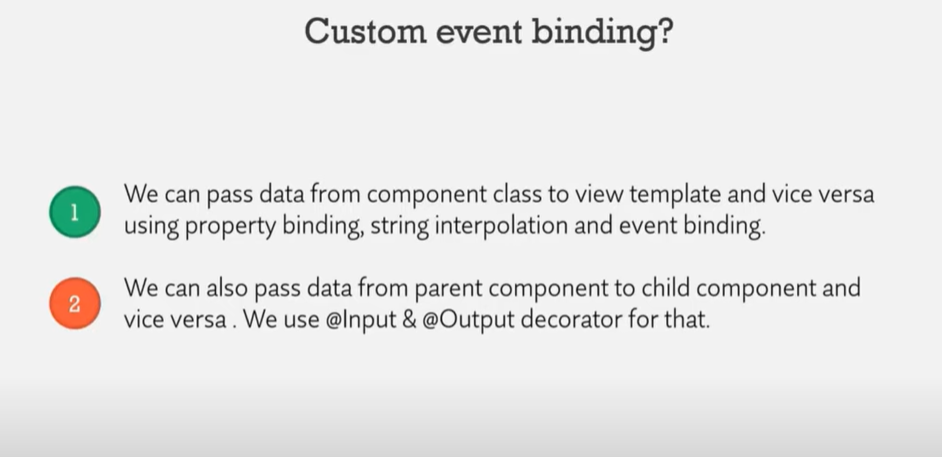 Custom event binding?
1
We can pass data from component class to view template and vice versa
using property binding, string interpolation and event binding.
2
We can also pass data from parent component to child component and
vice versa . We use @Input & @Output decorator for that.